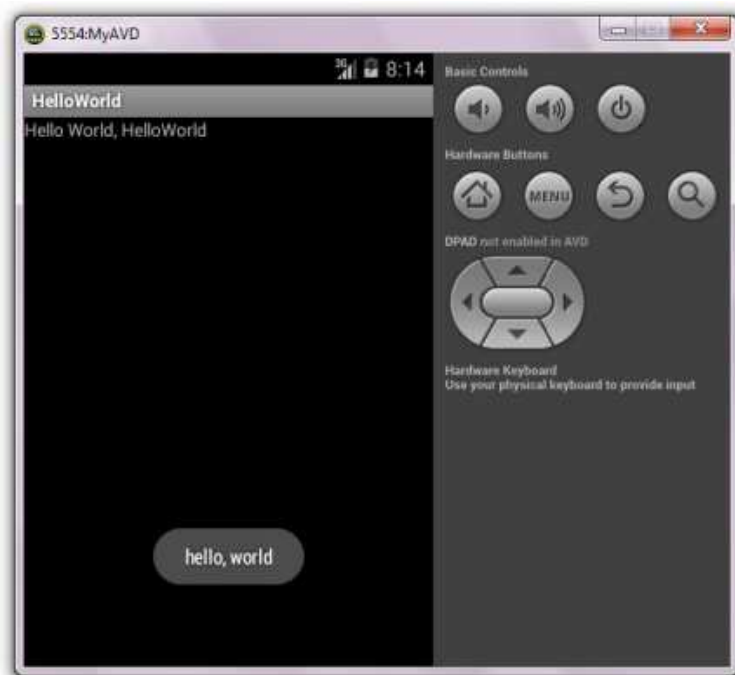 5554:MyAVD
3G 8:14
HelloWorld
Hello World, HelloWorld
hello, world
Basic Controls
Hardware Buttons
MENU
DPAD not enabled in AVD
Hardware Keyboard
Use your physical keyboard to provide input